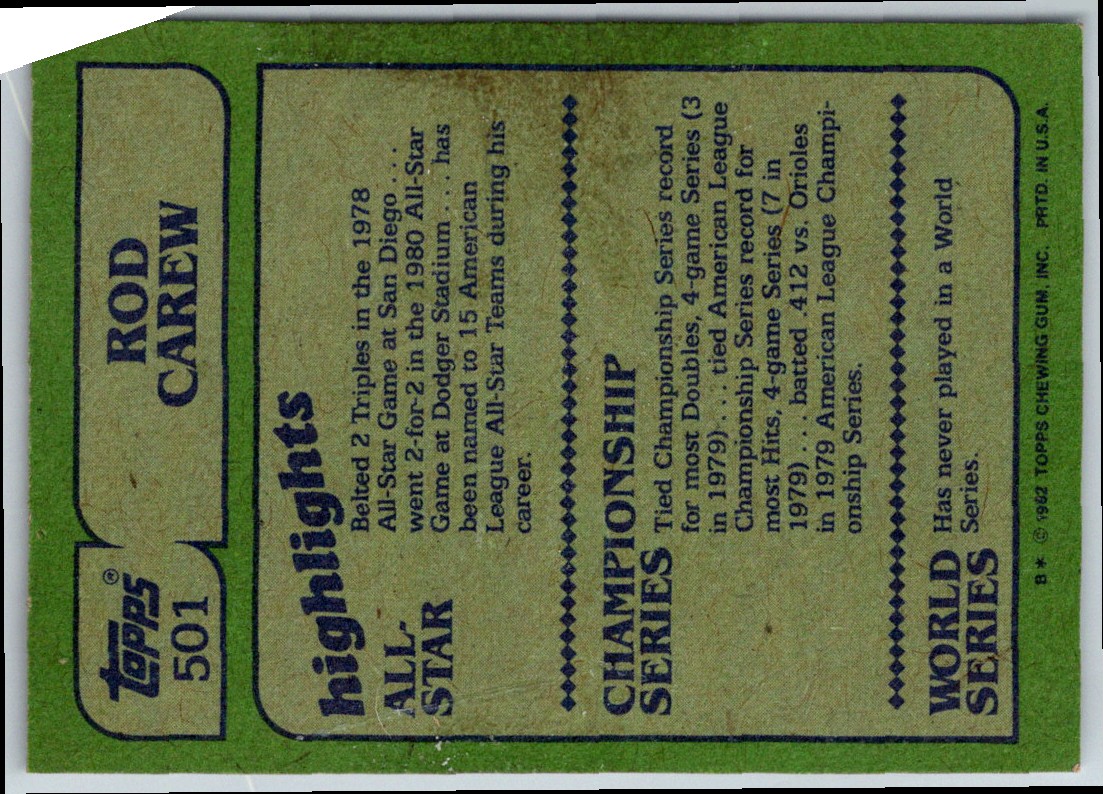 Topps®
501
ROD
CAREW
highlights
ALL-
STAR
Belted 2 Triples in the 1978
All-Star Game at San Diego . . .
went 2-for-2 in the 1980 All-Star
Game at Dodger Stadium . . . has
been named to 15 American
League All-Star Teams during his
career.
CHAMPIONSHIP
SERIES
Tied Championship Series record
for most Doubles, 4-game Series (3
in 1979) . . . tied American League
Championship Series record for
most Hits, 4-game Series (7 in
1979) . . . batted .412 vs. Orioles
in 1979 American League Champi-
onship Series.
WORLD
SERIES
Has never played in a World
Series.
B* © 1982 TOPPS CHEWING GUM, INC. PRTD. IN U.S.A.